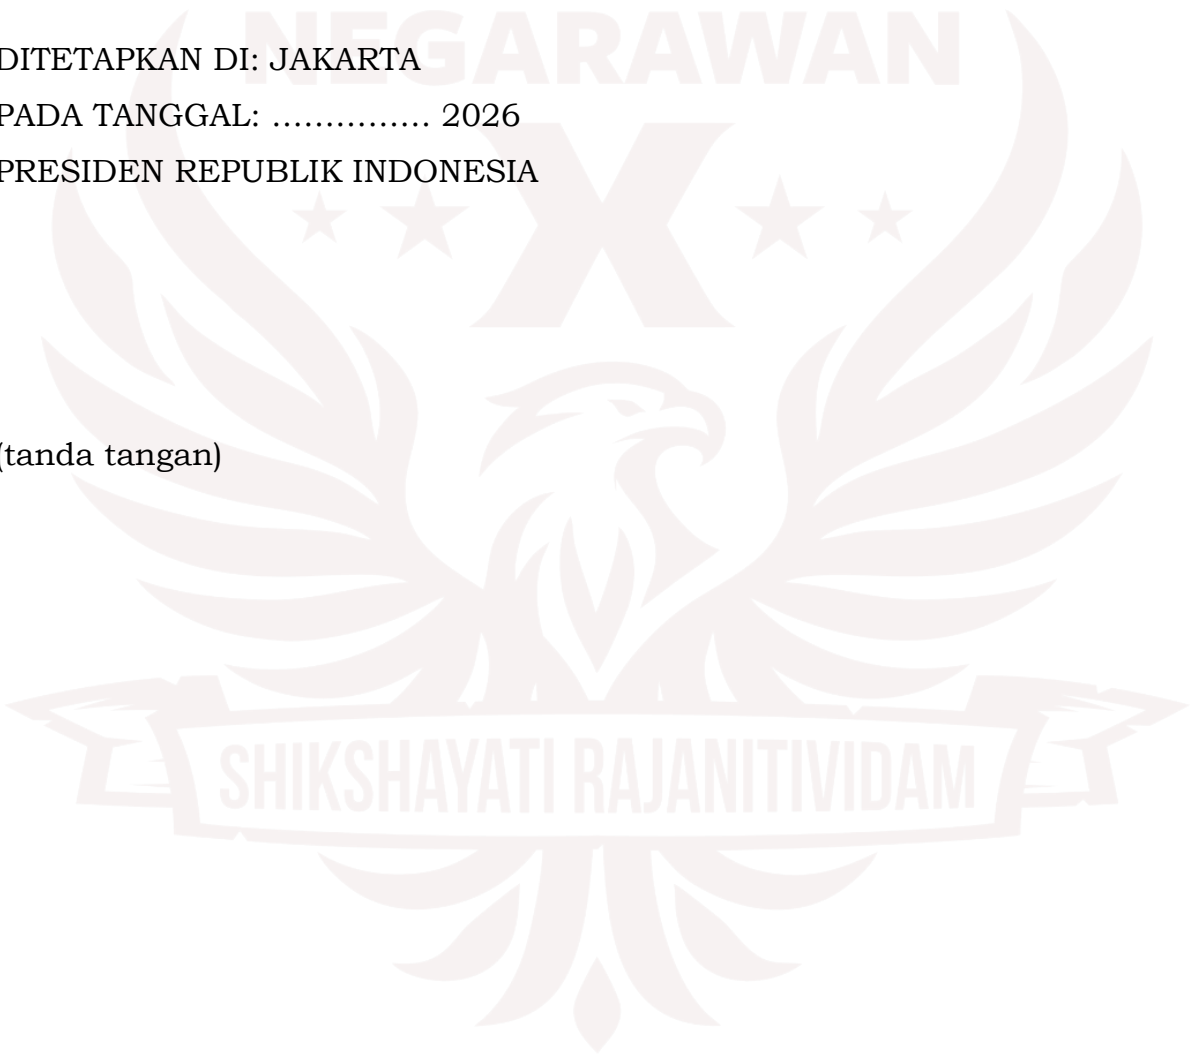 NEGARAWAN
DITETAPKAN DI: JAKARTA
PADA TANGGAL: ............... 2026
X
PRESIDEN REPUBLIK INDONESIA
(tanda tangan)
SHIKSHAYATI RAJANITIVIDAM